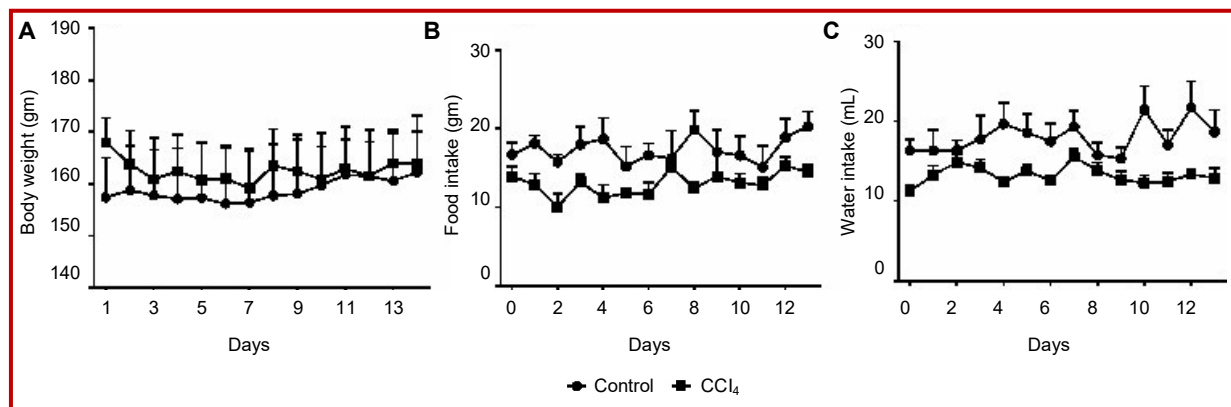 A
B
C
Body weight (gm)
190
180
170
160
150
140
1 3 5 7 9 11 13
Days
Food intake (gm)
30
20
10
0
0 2 4 6 8 10 12
Days
Water intake (mL)
30
20
10
0
0 2 4 6 8 10 12
Days
Control CCl₄